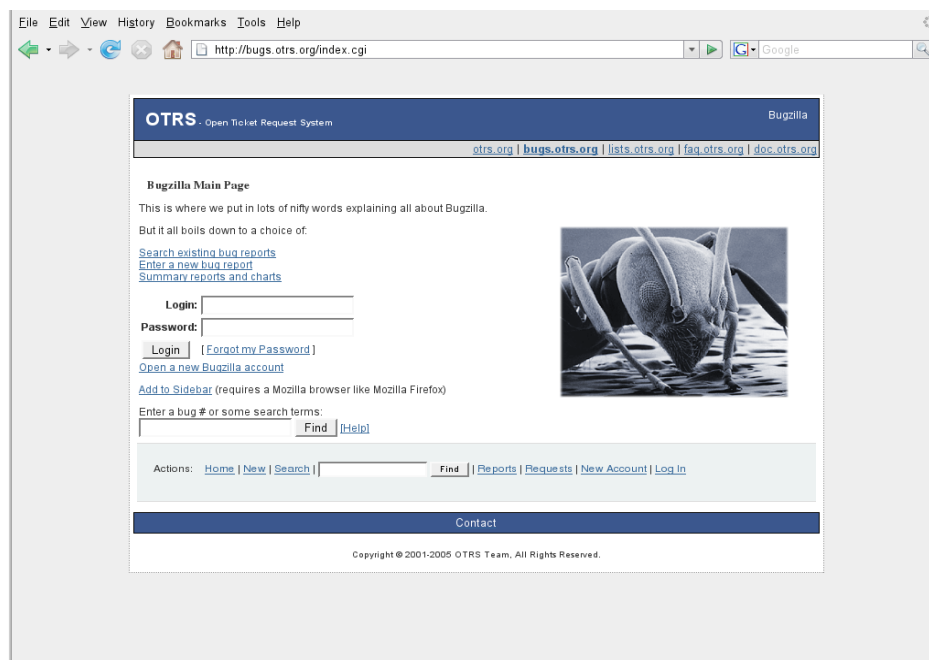 File Edit View History Bookmarks Tools Help
http://bugs.otrs.org/index.cgi
G Google
OTRS - Open Ticket Request System
Bugzilla
otrs.org | bugs.otrs.org | lists.otrs.org | faq.otrs.org | doc.otrs.org
Bugzilla Main Page
This is where we put in lots of nifty words explaining all about Bugzilla.
But it all boils down to a choice of:
Search existing bug reports
Enter a new bug report
Summary reports and charts
Login:
Password:
Login [ Forgot my Password ]
Open a new Bugzilla account
Add to Sidebar (requires a Mozilla browser like Mozilla Firefox)
Enter a bug # or some search terms:
Find [Help]
Actions: Home | New | Search | Find | Reports | Requests | New Account | Log In
Contact
Copyright © 2001-2005 OTRS Team, All Rights Reserved.